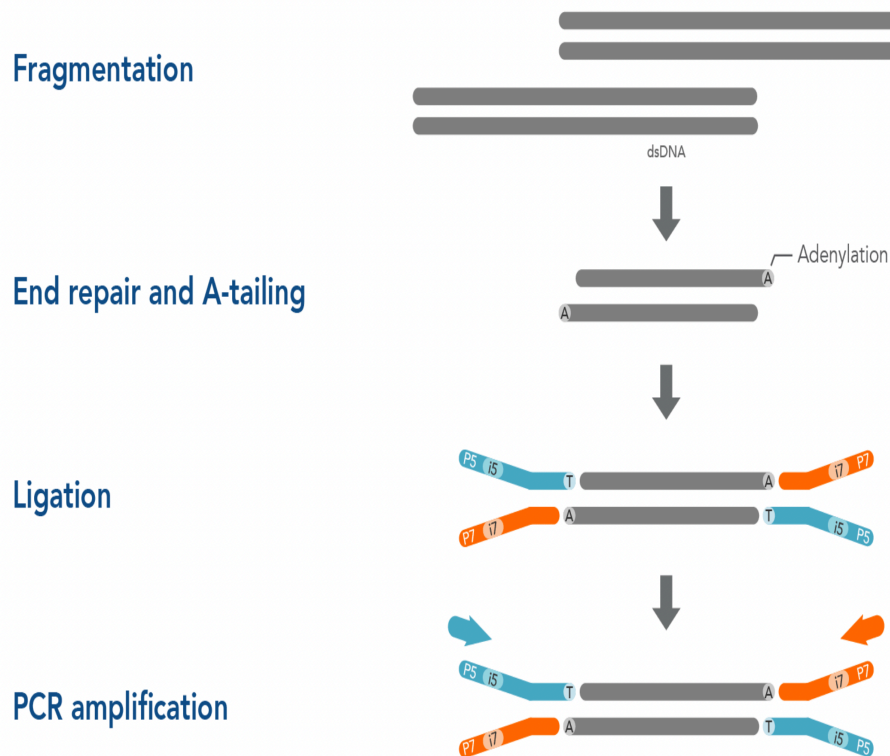 Fragmentation
dsDNA
Adenylation
A
End repair and A-tailing
A
P5 i5 T A i7 P7
Ligation
P7 i7 A T i5 P5
P5 i5 T A i7 P7
PCR amplification
P7 i7 A T i5 P5